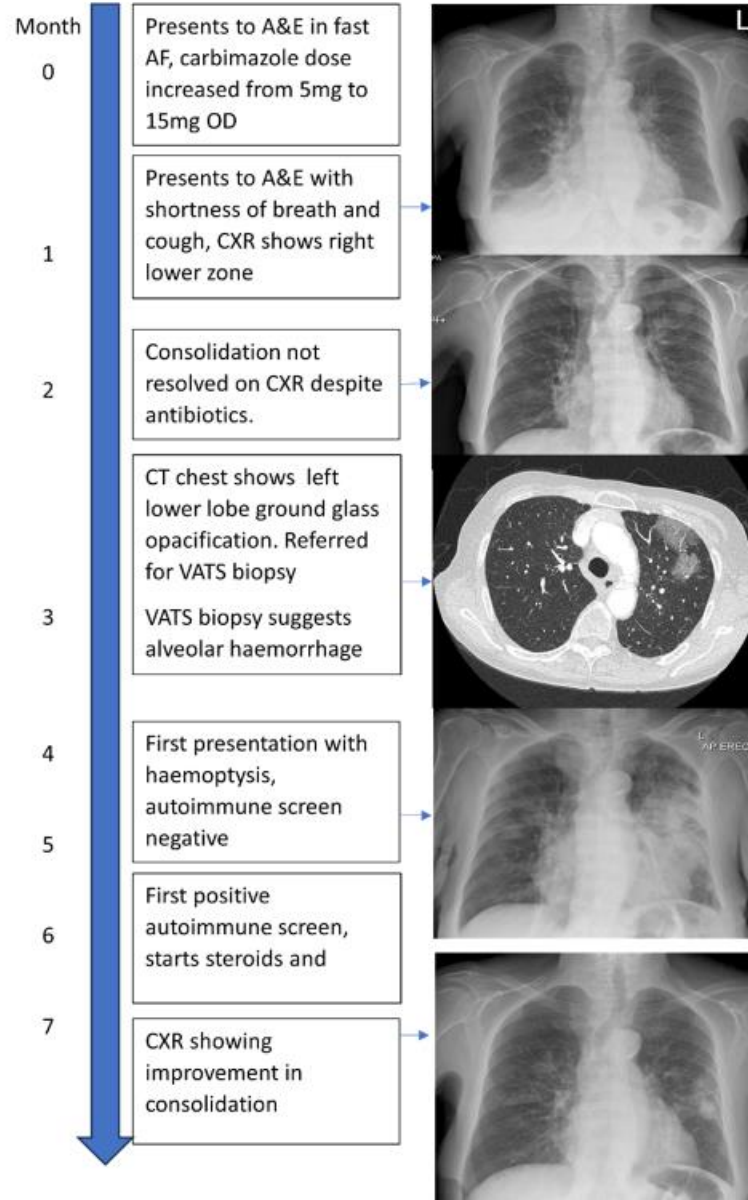 Month
0
Presents to A&E in fast
AF, carbimazole dose
increased from 5mg to
15mg OD
L
1
Presents to A&E with
shortness of breath and
cough, CXR shows right
lower zone
2
Consolidation not
resolved on CXR despite
antibiotics.
3
CT chest shows left
lower lobe ground glass
opacification. Referred
for VATS biopsy
VATS biopsy suggests
alveolar haemorrhage
4
5
First presentation with
haemoptysis,
autoimmune screen
negative
L
AP EREC
6
First positive
autoimmune screen,
starts steroids and
7
CXR showing
improvement in
consolidation